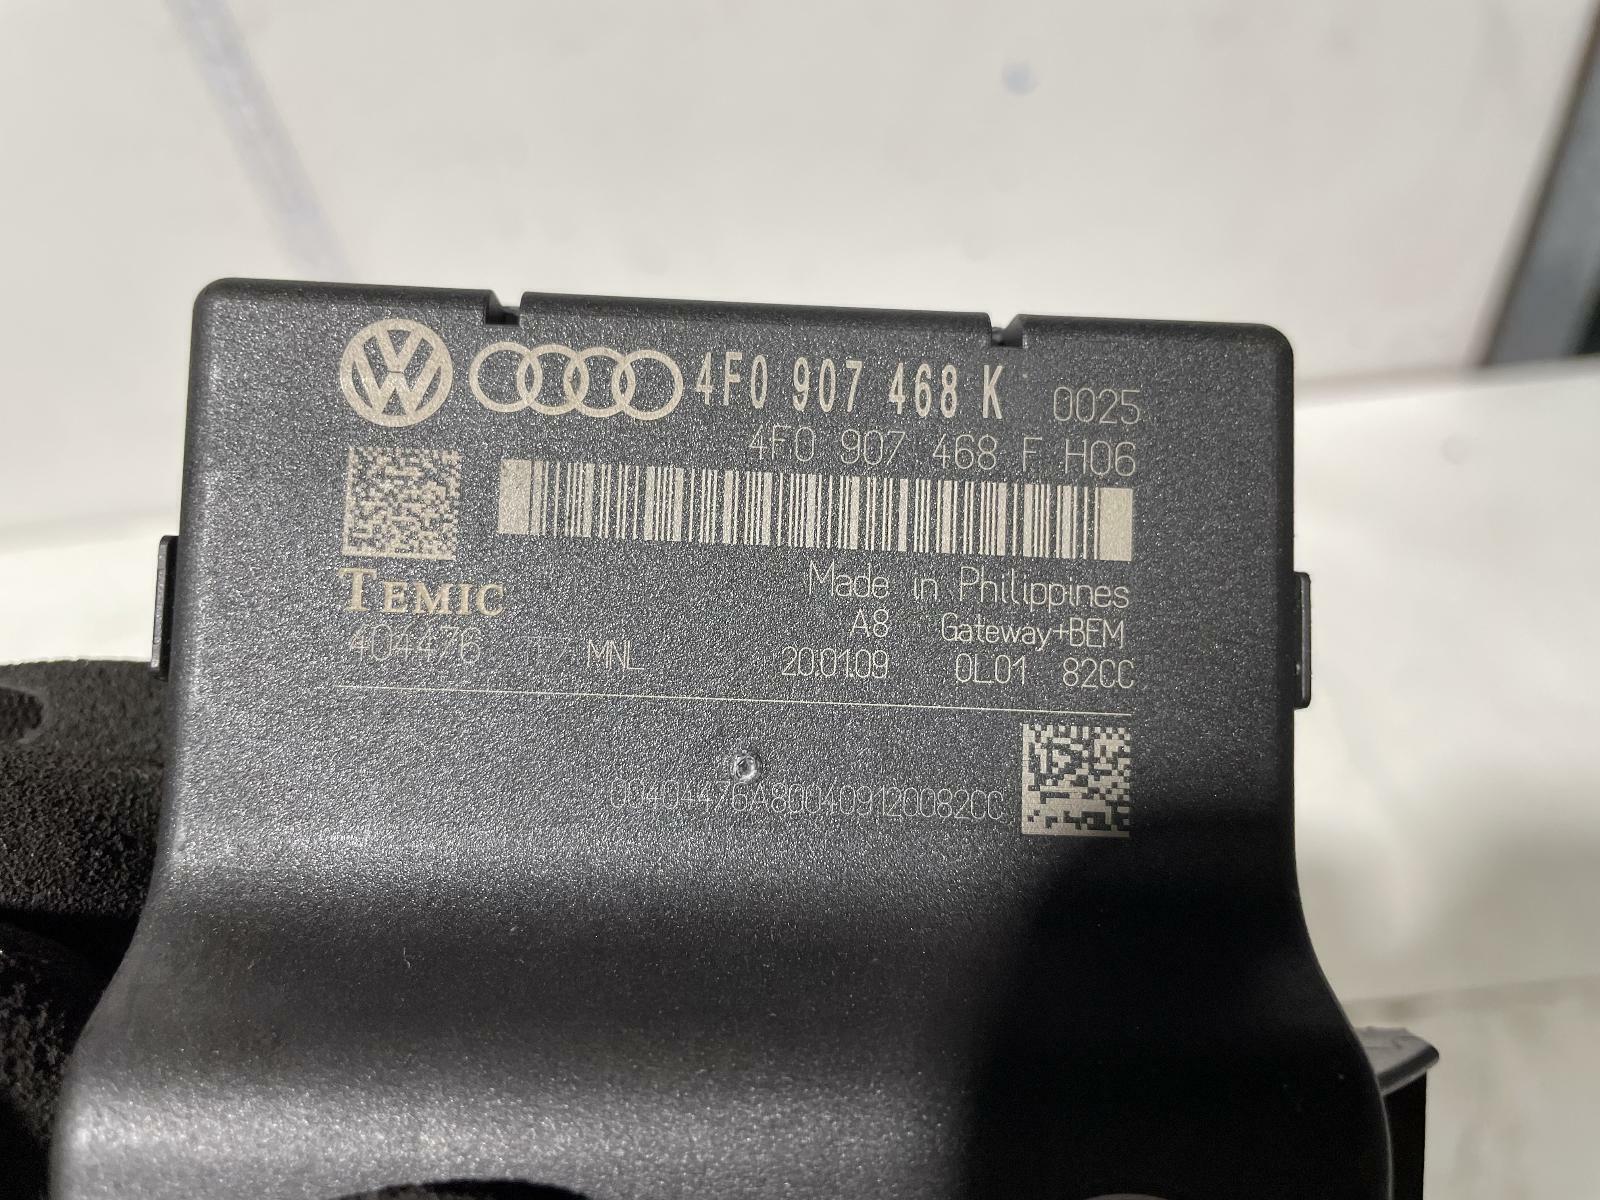 4F0 907 468 K 0025
4F0 907 468 F H06
TEMIC
Made in Philippines
404476 MNL
A8 Gateway+BEM
20.01.09 0L01 82CC
00404476A800409120082CC